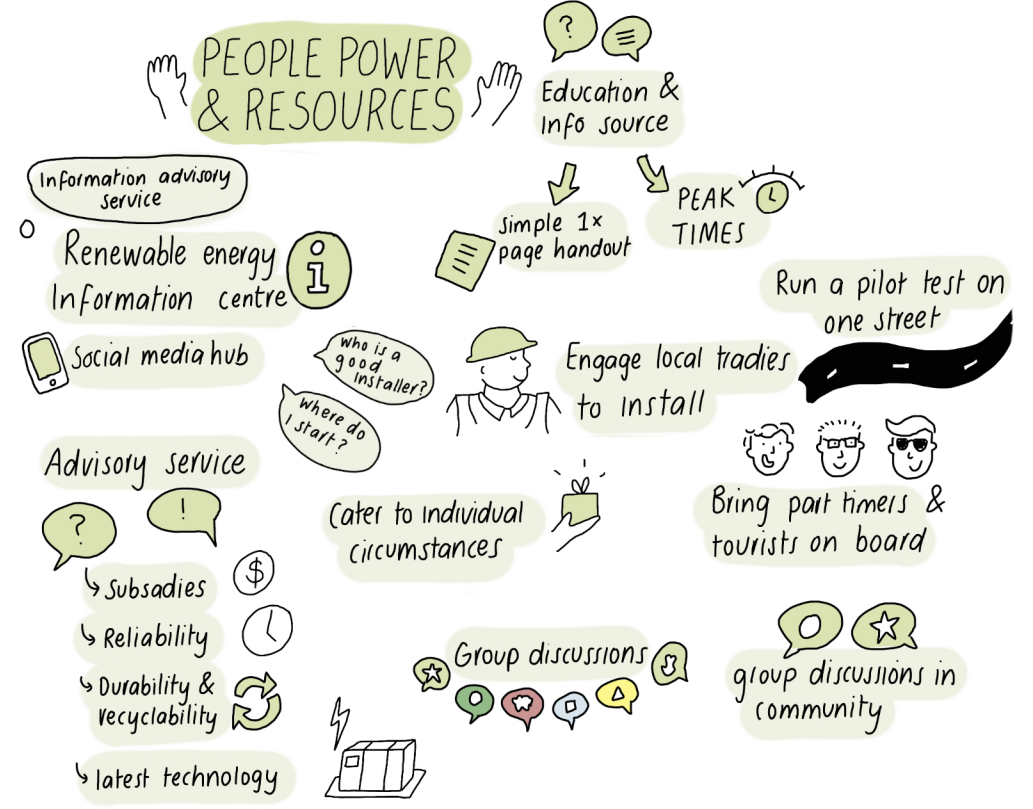 PEOPLE POWER
& RESOURCES
?
Education &
info source
Information advisory
service
Renewable energy
Information centre
i
Simple 1x
page handout
PEAK
TIMES
Run a pilot test on
one street
Social media hub
who is a
good
installer?
where do
I start?
Engage local tradies
to install
Advisory service
?
!
Cater to individual
circumstances
Bring part timers &
tourists on board
Subsadies
$
Reliability
Durability &
recyclability
latest technology
Group discussions
group discussions in
community